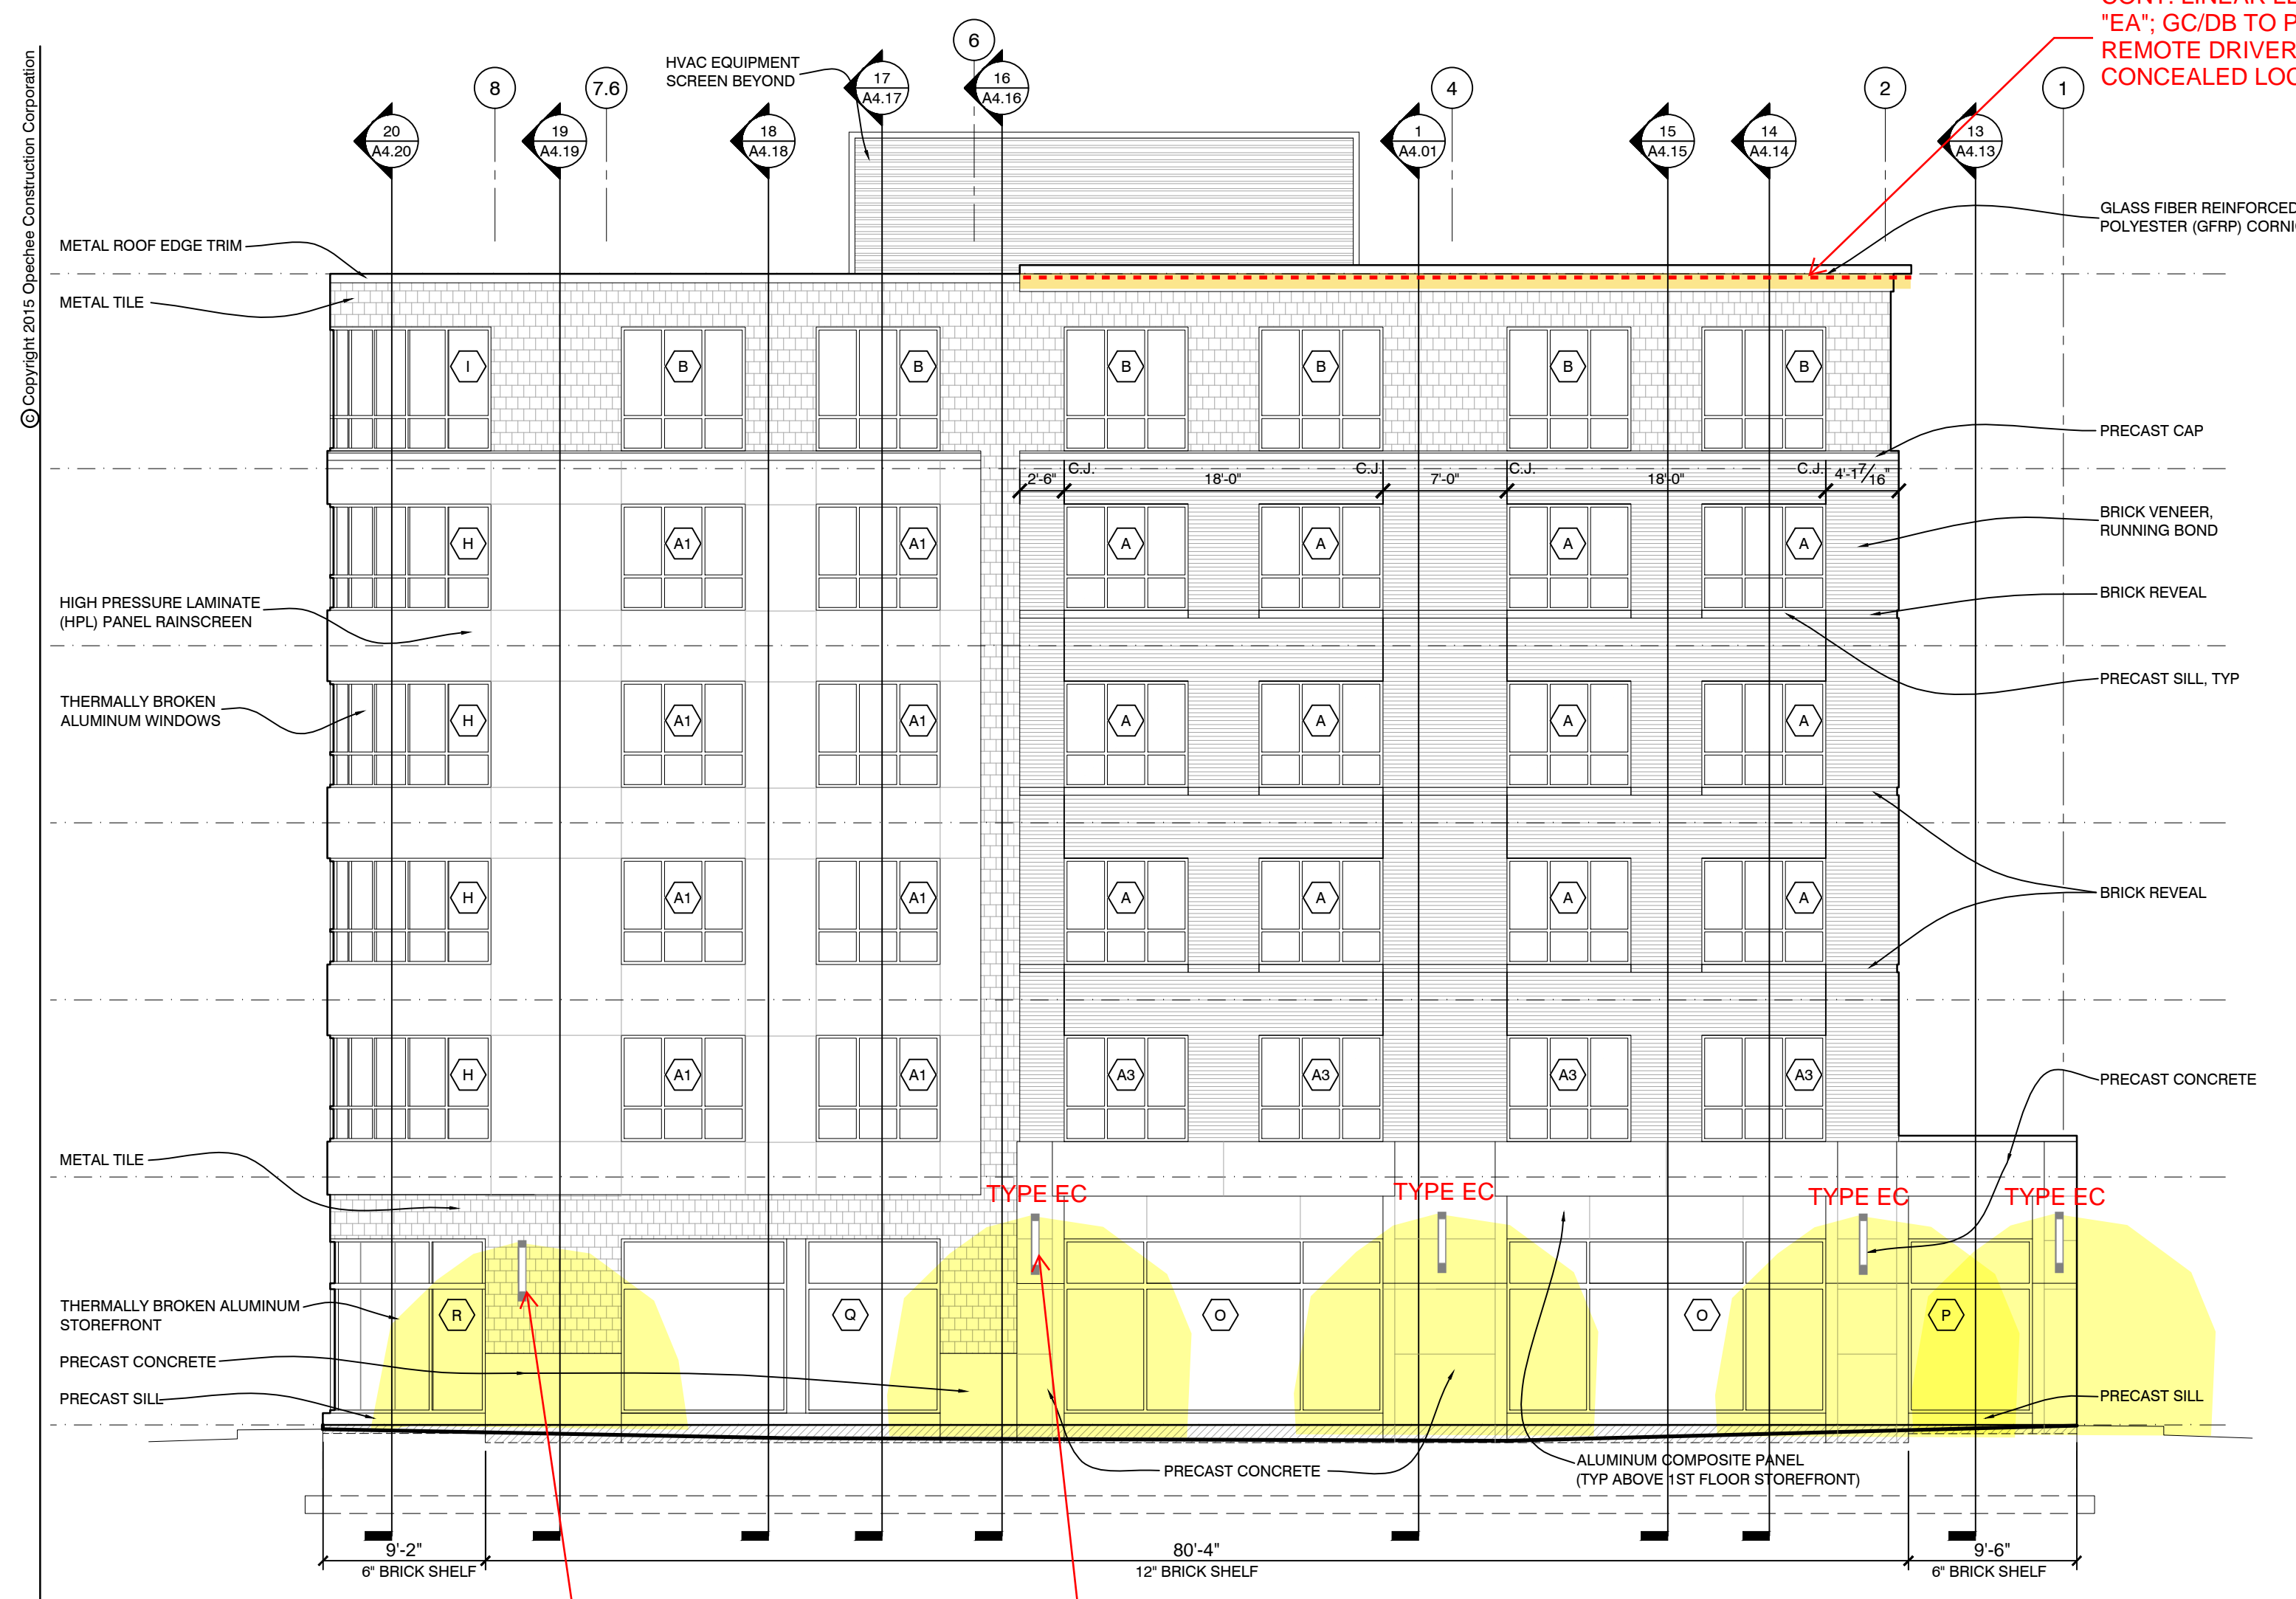 "EA"; GC/DB TO P
REMOTE DRIVER
CONCEALED LOC
© Copyright 2015 Opechee Construction Corporation
HVAC EQUIPMENT
SCREEN BEYOND
6
8
7.6
4
2
1
17
A4.17
16
A4.16
20
A4.20
19
A4.19
18
A4.18
1
A4.01
15
A4.15
14
A4.14
13
A4.13
GLASS FIBER REINFORCED
POLYESTER (GFRP) CORNI
METAL ROOF EDGE TRIM
METAL TILE
I
B
B
B
B
B
B
PRECAST CAP
2'-6"
C.J.
18'-0"
C.J.
7'-0"
C.J.
18'-0"
C.J.
4'-1 7/16"
BRICK VENEER,
RUNNING BOND
H
A1
A1
A
A
A
A
BRICK REVEAL
HIGH PRESSURE LAMINATE
(HPL) PANEL RAINSCREEN
PRECAST SILL, TYP
THERMALLY BROKEN
ALUMINUM WINDOWS
H
A1
A1
A
A
A
A
BRICK REVEAL
H
A1
A1
A
A
A
A
H
A1
A1
A3
A3
A3
A3
PRECAST CONCRETE
METAL TILE
TYPE EC
TYPE EC
TYPE EC
TYPE EC
THERMALLY BROKEN ALUMINUM
STOREFRONT
R
Q
O
O
P
PRECAST CONCRETE
PRECAST SILL
PRECAST SILL
PRECAST CONCRETE
ALUMINUM COMPOSITE PANEL
(TYP ABOVE 1ST FLOOR STOREFRONT)
9'-2"
6" BRICK SHELF
80'-4"
12" BRICK SHELF
9'-6"
6" BRICK SHELF